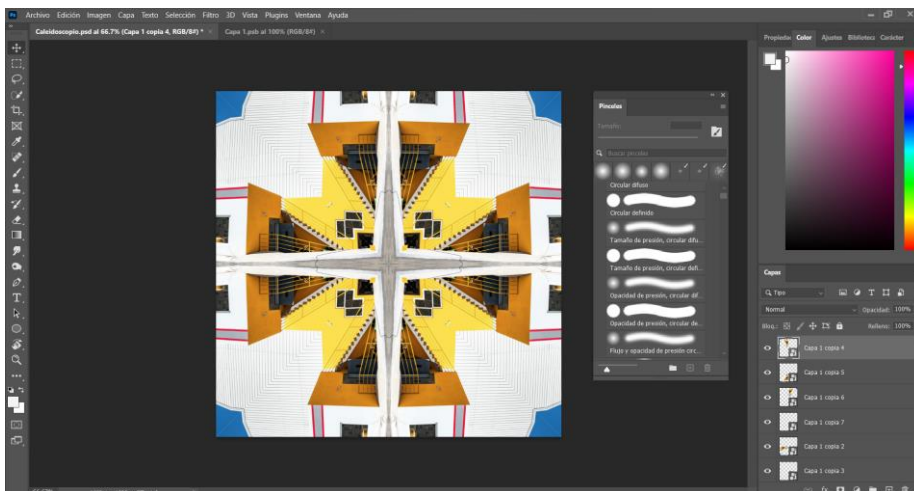 Archivo Edición Imagen Capa Texto Selección Filtro 3D Vista Plugins Ventana Ayuda
Caleidoscopio.psd al 66.7% (Capa 1 copia 4, RGB/8#) * ×
Capa 1.psb al 100% (RGB/8#) ×
Propiedac Color Ajustes Bibliotecz Carácter
Pinceles
Tamaño:
Buscar pinceles
Circular difuso
Circular definido
Tamaño de presión, circular difu...
Tamaño de presión, circular defi...
Opacidad de presión, circular dif...
Opacidad de presión, circular de...
Flujo y opacidad de presión circ...
Capas
Tipo
Normal Opacidad: 100%
Bloq.: Relleno: 100%
Capa 1 copia 4
Capa 1 copia 5
Capa 1 copia 6
Capa 1 copia 7
Capa 1 copia 2
Capa 1 copia 3